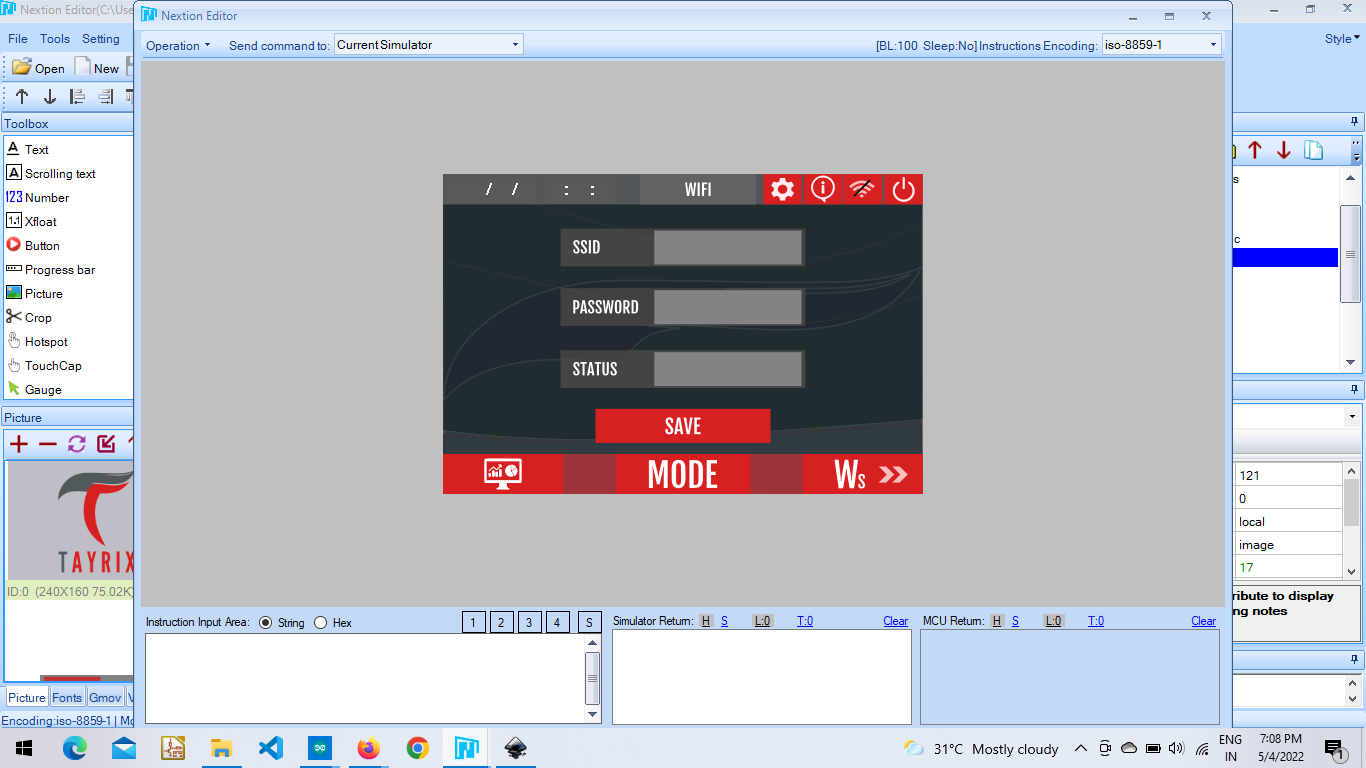 Nextion Editor(C:\Use
Nextion Editor
File Tools Setting
Style
Operation Send command to: Current Simulator
[BL:100 Sleep:No] Instructions Encoding: iso-8859-1
Open New
Toolbox
Text
Scrolling text
Number
Xfloat
Button
Progress bar
Picture
Crop
Hotspot
TouchCap
Gauge
Picture
TAYRIX
ID:0 (240X160 75.02K)
Picture Fonts Gmov V
Encoding:iso-8859-1 | Mo
/ / : : WIFI
SSID
PASSWORD
STATUS
SAVE
MODE
Ws
s
c
121
0
local
image
17
ribute to display
ng notes
Instruction Input Area: String Hex 1 2 3 4 S
Simulator Return: H S L:0 T:0 Clear
MCU Return: H S L:0 T:0 Clear
31°C Mostly cloudy
ENG
IN
7:08 PM
5/4/2022
1